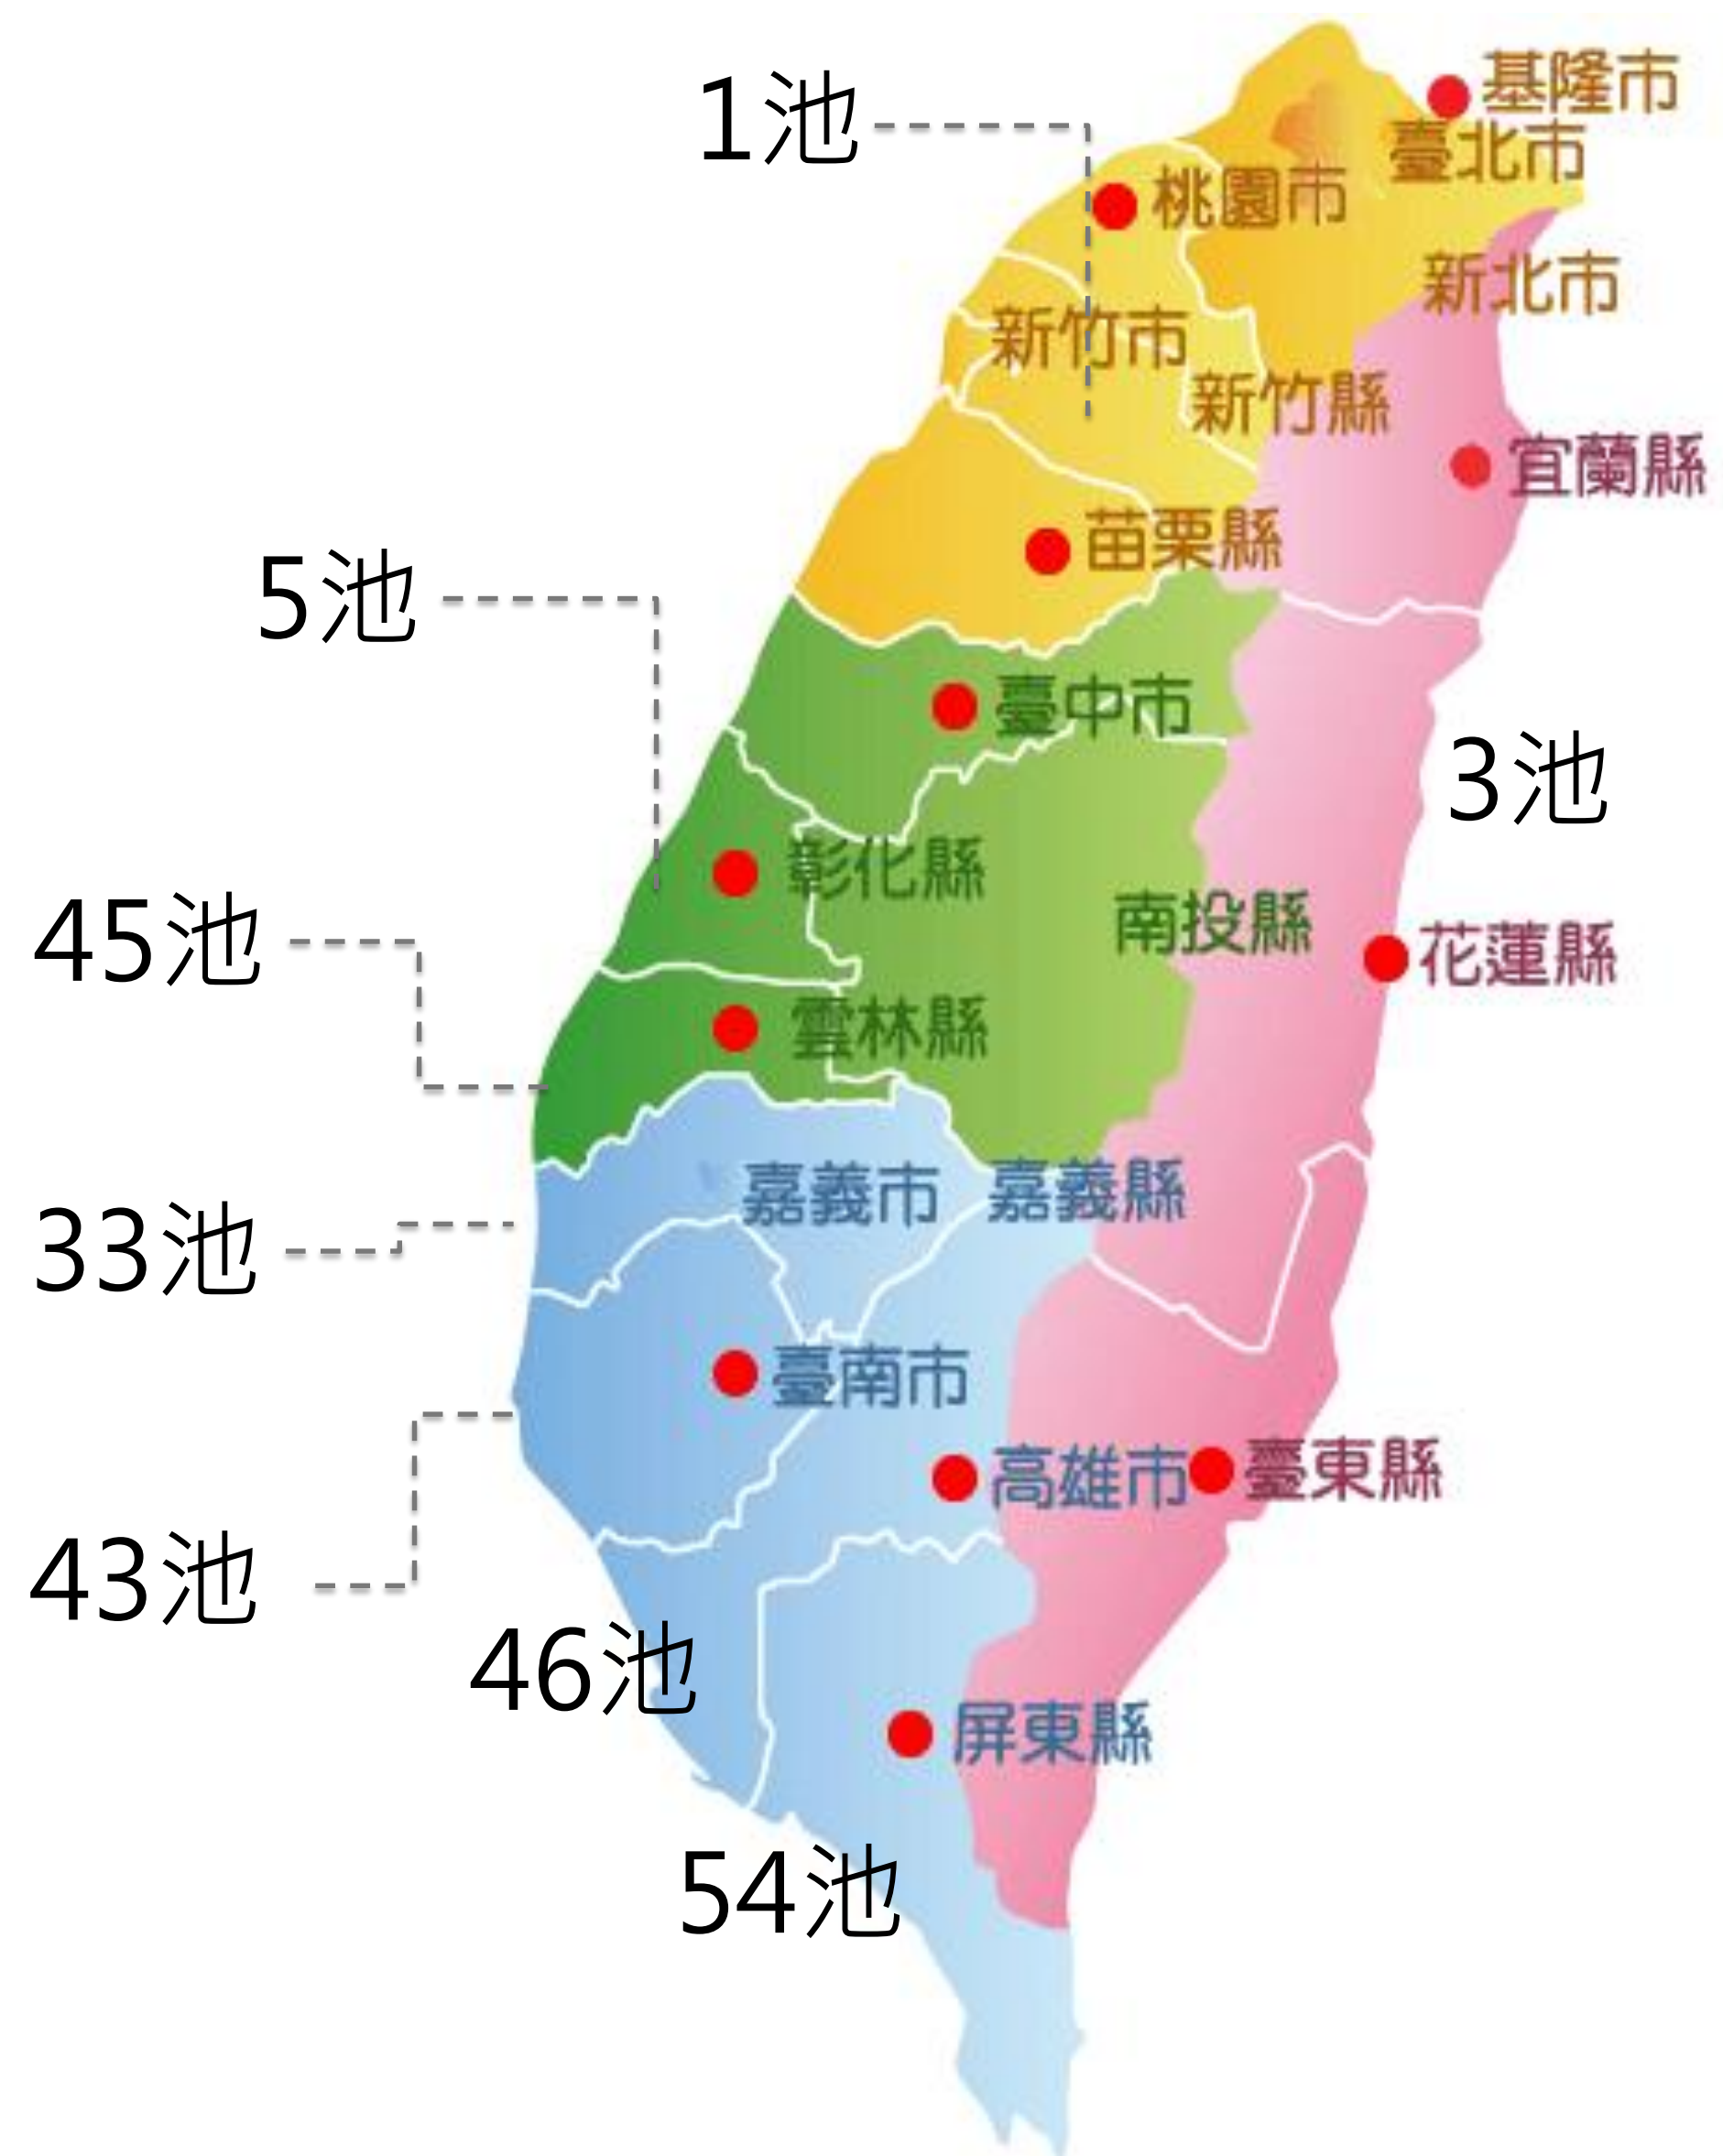 基隆市
1池
臺北市
桃園市
新北市
新竹市
新竹縣
宜蘭縣
苗栗縣
5池
臺中市
3池
彰化縣
45池
南投縣
花蓮縣
雲林縣
嘉義市
嘉義縣
33池
臺南市
高雄市
臺東縣
43池
46池
屏東縣
54池